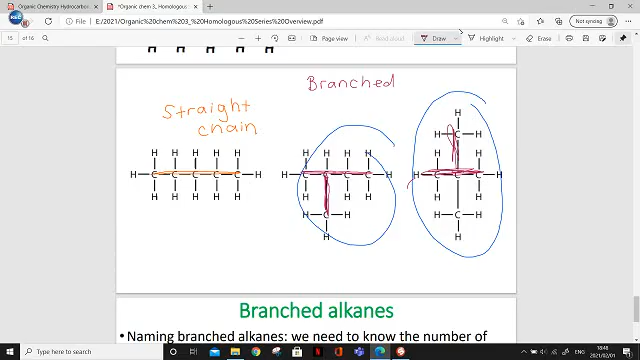 Organic Chemistry Hydrocarbo
*Organic chem 3_ Homologous
REC
File | E:/2021/Organic%20chem%203_%20Homologous%20Series%20Overview.pdf
Not syncing
15 of 16
Page view
Read aloud
Draw
Highlight
Erase
H H H H H
Straight
chain
Branched
H H H H H
H C C C C C H
H H H H H
H H H H
H C C C C H
H H H
H C H
H
H
H C H
H H
H C C C H
H H
H C H
H
Branched alkanes
• Naming branched alkanes: we need to know the number of
Type here to search
ENG
18:48
2021/02/01